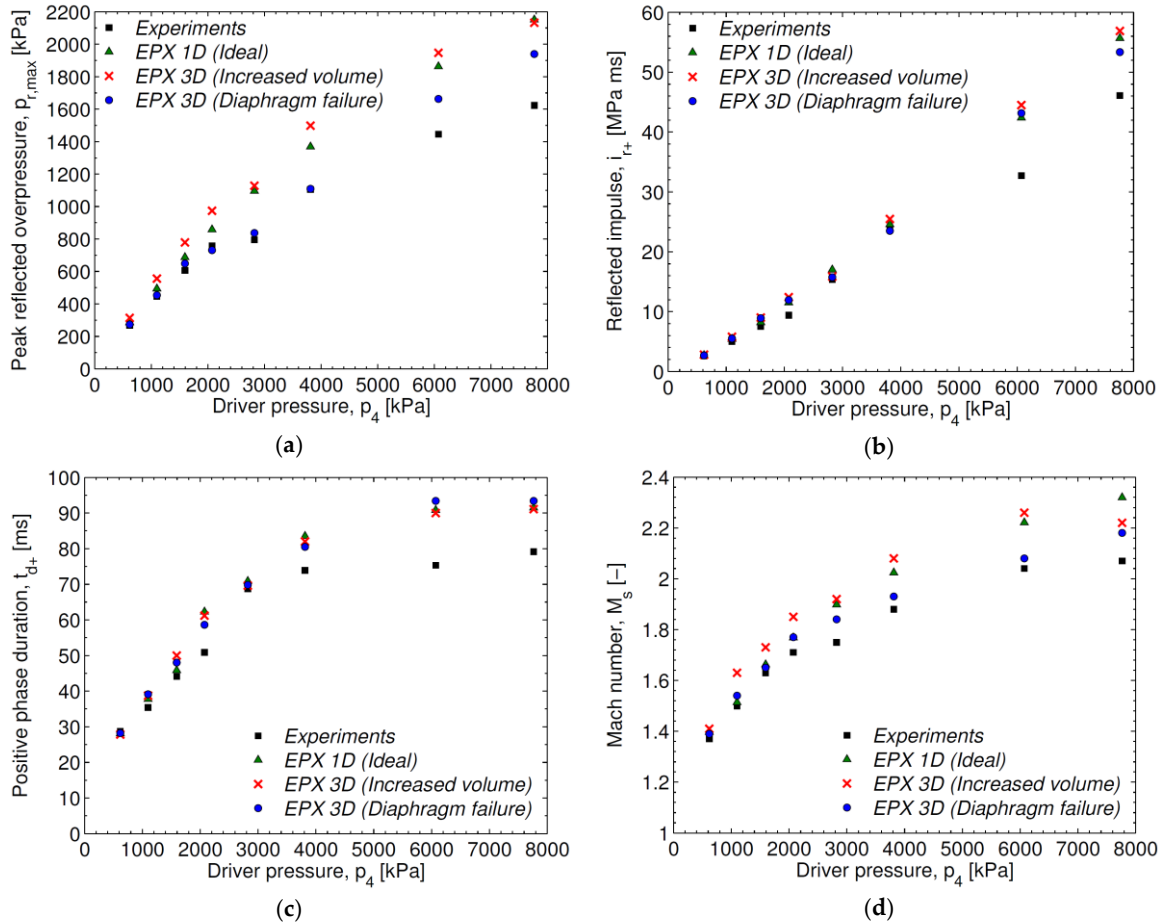 2200
2000
1800
1600
1400
1200
1000
800
600
400
200
0
Peak reflected overpressure, p_r,max [kPa]
Experiments
EPX 1D (Ideal)
EPX 3D (Increased volume)
EPX 3D (Diaphragm failure)
0 1000 2000 3000 4000 5000 6000 7000 8000
Driver pressure, p_4 [kPa]
(a)
60
50
40
30
20
10
0
Reflected impulse, i_r+ [MPa ms]
Experiments
EPX 1D (Ideal)
EPX 3D (Increased volume)
EPX 3D (Diaphragm failure)
0 1000 2000 3000 4000 5000 6000 7000 8000
Driver pressure, p_4 [kPa]
(b)
100
90
80
70
60
50
40
30
20
10
0
Positive phase duration, t_d+ [ms]
Experiments
EPX 1D (Ideal)
EPX 3D (Increased volume)
EPX 3D (Diaphragm failure)
0 1000 2000 3000 4000 5000 6000 7000 8000
Driver pressure, p_4 [kPa]
(c)
2.4
2.2
2
1.8
1.6
1.4
1.2
1
Mach number, M_s [−]
Experiments
EPX 1D (Ideal)
EPX 3D (Increased volume)
EPX 3D (Diaphragm failure)
0 1000 2000 3000 4000 5000 6000 7000 8000
Driver pressure, p_4 [kPa]
(d)